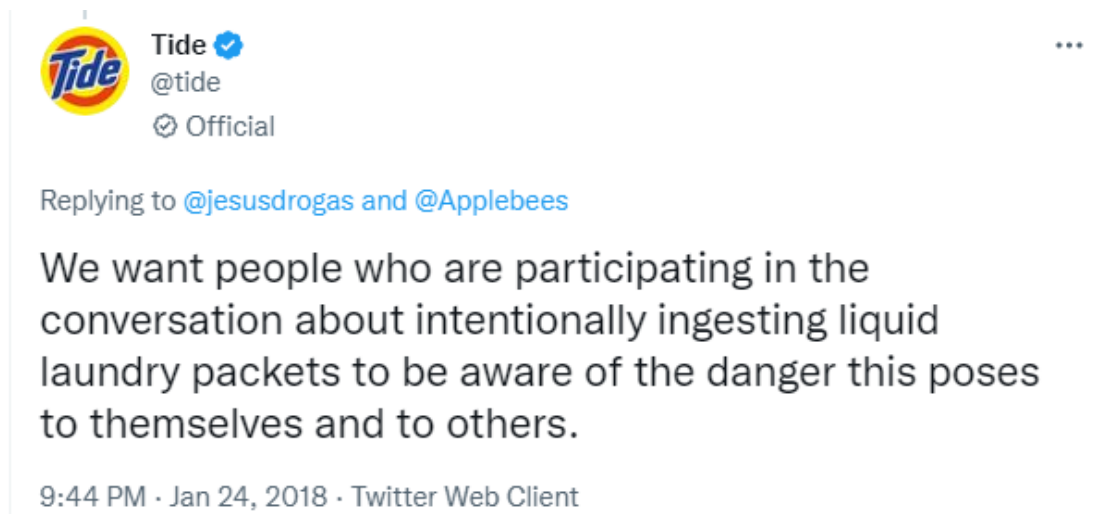 Tide
Tide
@tide
Official
Replying to @jesusdrogas and @Applebees
We want people who are participating in the
conversation about intentionally ingesting liquid
laundry packets to be aware of the danger this poses
to themselves and to others.
9:44 PM · Jan 24, 2018 · Twitter Web Client